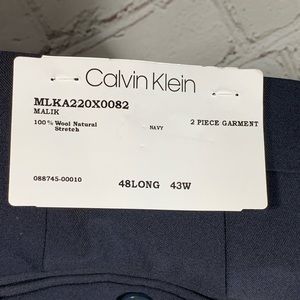 Calvin Klein
MLKA220X0082
MALIK
100% Wool Natural Stretch NAVY 2 PIECE GARMENT
088745-00010
48LONG 43W